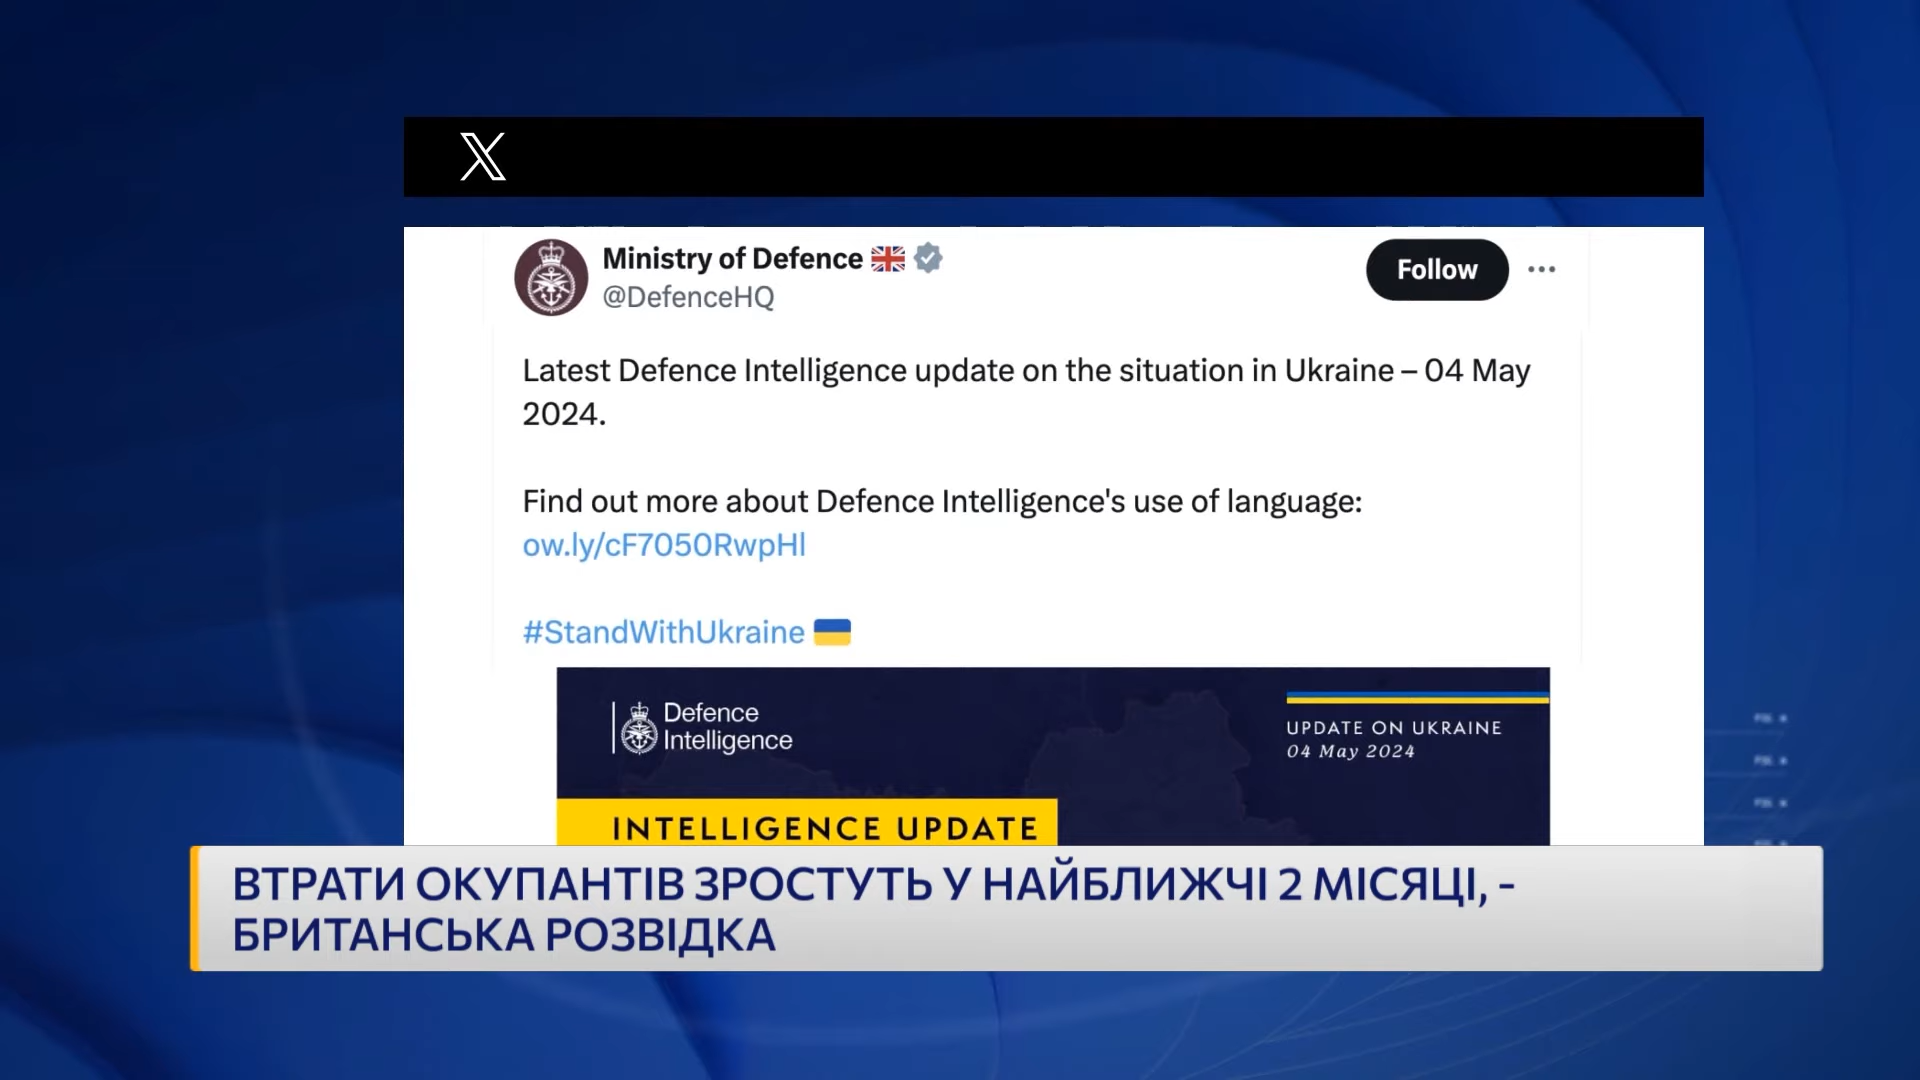 Ministry of Defence
@DefenceHQ
Follow
Latest Defence Intelligence update on the situation in Ukraine – 04 May
2024.
Find out more about Defence Intelligence's use of language:
ow.ly/cF7050RwpHl
#StandWithUkraine
Defence
Intelligence
UPDATE ON UKRAINE
04 May 2024
INTELLIGENCE UPDATE
ВТРАТИ ОКУПАНТІВ ЗРОСТУТЬ У НАЙБЛИЖЧІ 2 МІСЯЦІ, -
БРИТАНСЬКА РОЗВІДКА